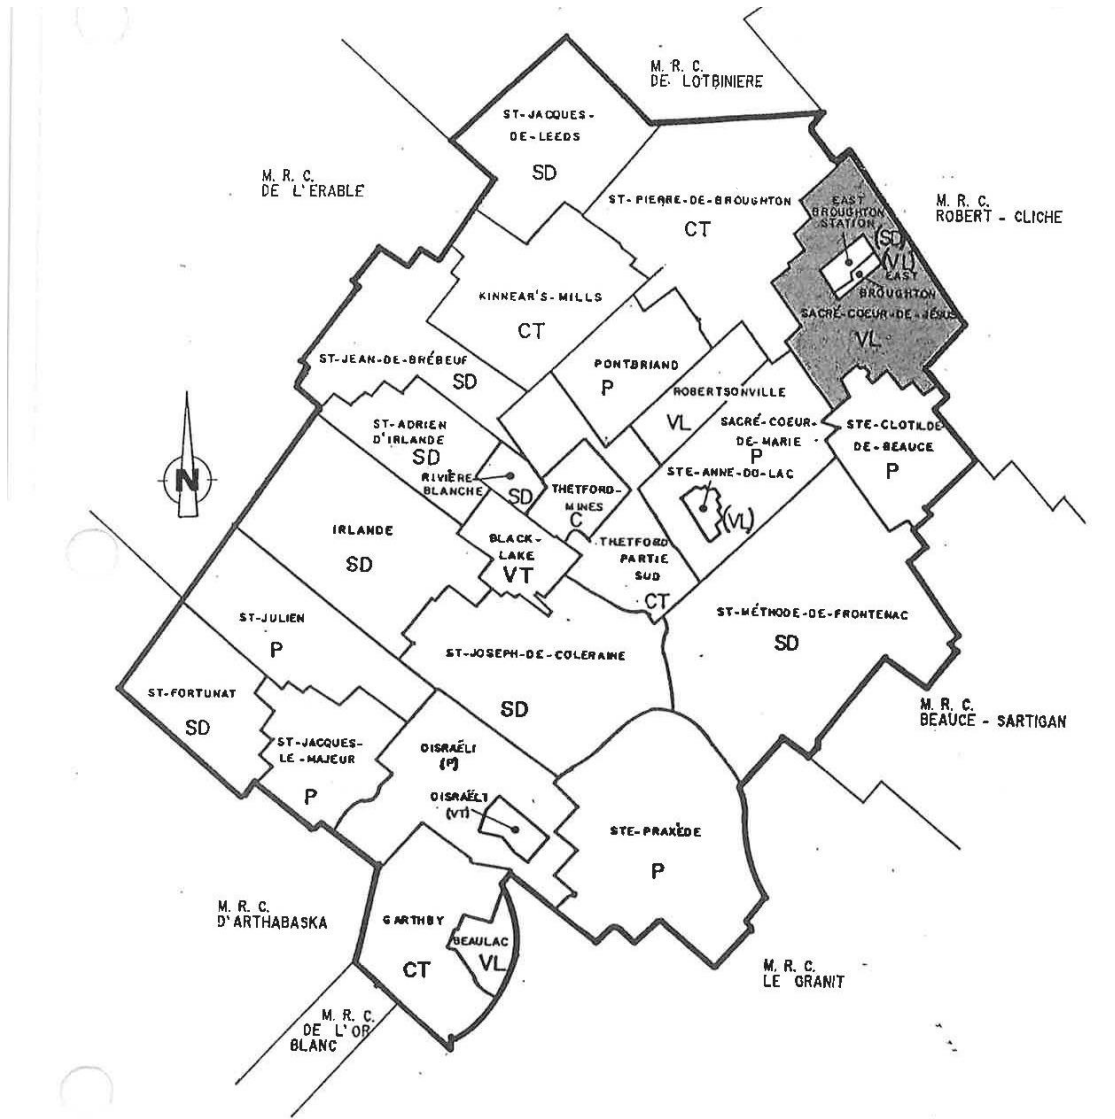 M. R. C.
DE LOTBINIERE
ST-JACQUES-
DE-LEEDS
SD
M. R. C.
DE L'ÉRABLE
ST-PIERRE-DE-BROUGHTON
CT
EAST
BROUGHTON
STATION
(SD)
(VL)
EAST
BROUGHTON
M. R. C.
ROBERT - CLICHE
SACRÉ-COEUR-DE-JÉSUS
VL
KINNEAR'S-MILLS
CT
ST-JEAN-DE-BRÉBEUF
SD
PONTBRIAND
P
ROBERTSONVILLE
VL
SACRÉ-COEUR-
DE-MARIE
P
STE-CLOTILDE-
DE-BEAUCE
P
ST-ADRIEN
D'IRLANDE
SD
RIVIÈRE
BLANCHE
SD
THETFORD-
MINES
C
STE-ANNE-DU-LAC
(VL)
N
IRLANDE
SD
BLACK-
LAKE
VT
THETFORD
PARTIE
SUD
CT
ST-MÉTHODE-DE-FRONTENAC
SD
ST-JULIEN
P
ST-JOSEPH-DE-COLERAINE
SD
ST-FORTUNAT
SD
ST-JACQUES-
LE-MAJEUR
P
DISRAËLI
(P)
DISRAËLI
(VT)
M. R. C.
BEAUCE - SARTIGAN
STE-PRAXÈDE
P
M. R. C.
D'ARTHABASKA
GARTHBY
CT
BEAULAC
VL
M. R. C.
LE GRANIT
M. R. C.
DE L'OR
BLANC